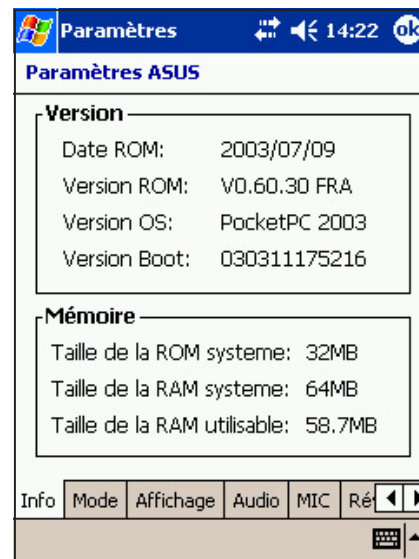 Paramètres 14:22 ok
Paramètres ASUS
Version
Date ROM: 2003/07/09
Version ROM: V0.60.30 FRA
Version OS: PocketPC 2003
Version Boot: 030311175216
Mémoire
Taille de la ROM systeme: 32MB
Taille de la RAM systeme: 64MB
Taille de la RAM utilisable: 58.7MB
Info Mode Affichage Audio MIC